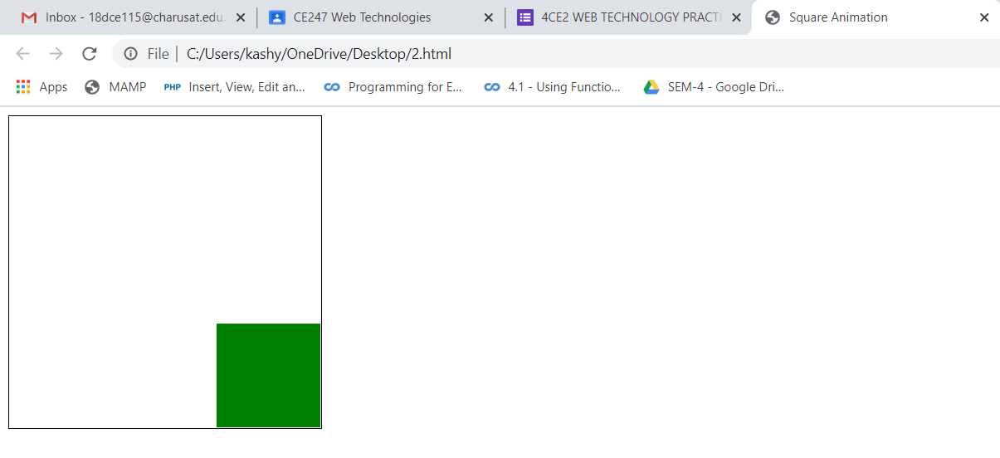 Inbox - 18dce115@charusat.edu. CE247 Web Technologies 4CE2 WEB TECHNOLOGY PRACTI Square Animation
File | C:/Users/kashy/OneDrive/Desktop/2.html
Apps MAMP PHP Insert, View, Edit an... Programming for E... 4.1 - Using Functio... SEM-4 - Google Dri...